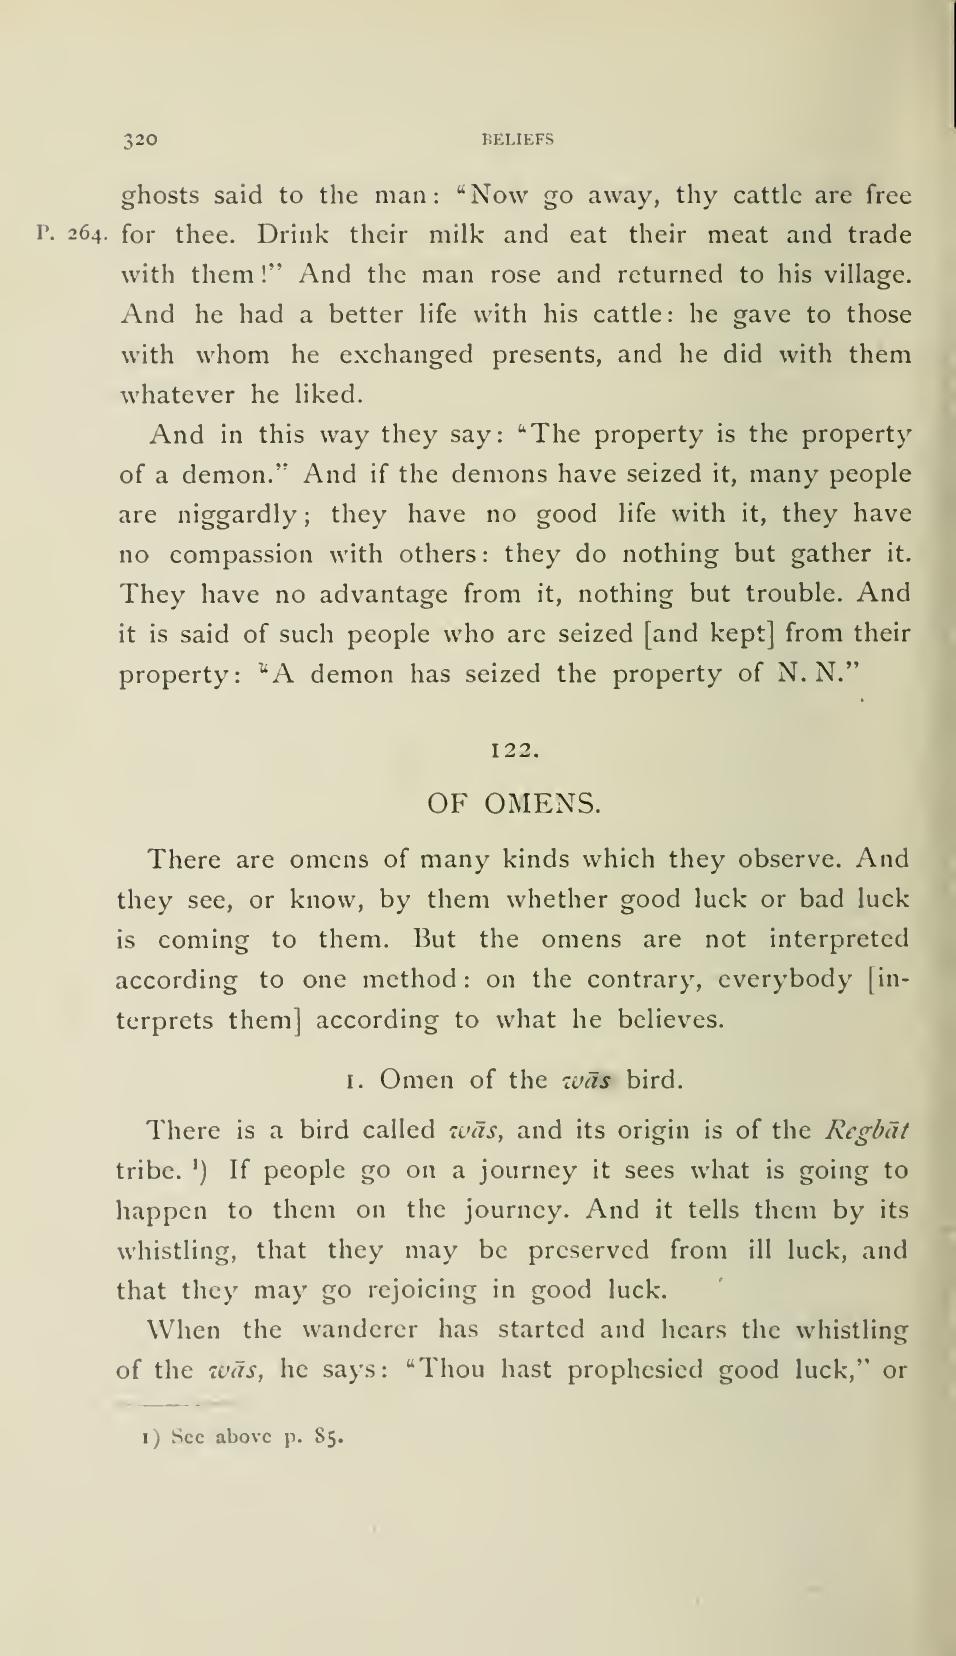 320 BELIEFS
ghosts said to the man: “Now go away, thy cattle are free
P. 264. for thee. Drink their milk and eat their meat and trade
with them!” And the man rose and returned to his village.
And he had a better life with his cattle: he gave to those
with whom he exchanged presents, and he did with them
whatever he liked.
And in this way they say: “The property is the property
of a demon.” And if the demons have seized it, many people
are niggardly; they have no good life with it, they have
no compassion with others: they do nothing but gather it.
They have no advantage from it, nothing but trouble. And
it is said of such people who are seized [and kept] from their
property: “A demon has seized the property of N. N.”
122.
OF OMENS.
There are omens of many kinds which they observe. And
they see, or know, by them whether good luck or bad luck
is coming to them. But the omens are not interpreted
according to one method: on the contrary, everybody [in-
terprets them] according to what he believes.
1. Omen of the wās bird.
There is a bird called wās, and its origin is of the Regbāt
tribe. ¹) If people go on a journey it sees what is going to
happen to them on the journey. And it tells them by its
whistling, that they may be preserved from ill luck, and
that they may go rejoicing in good luck.
When the wanderer has started and hears the whistling
of the wās, he says: “Thou hast prophesied good luck,” or
1) See above p. 85.